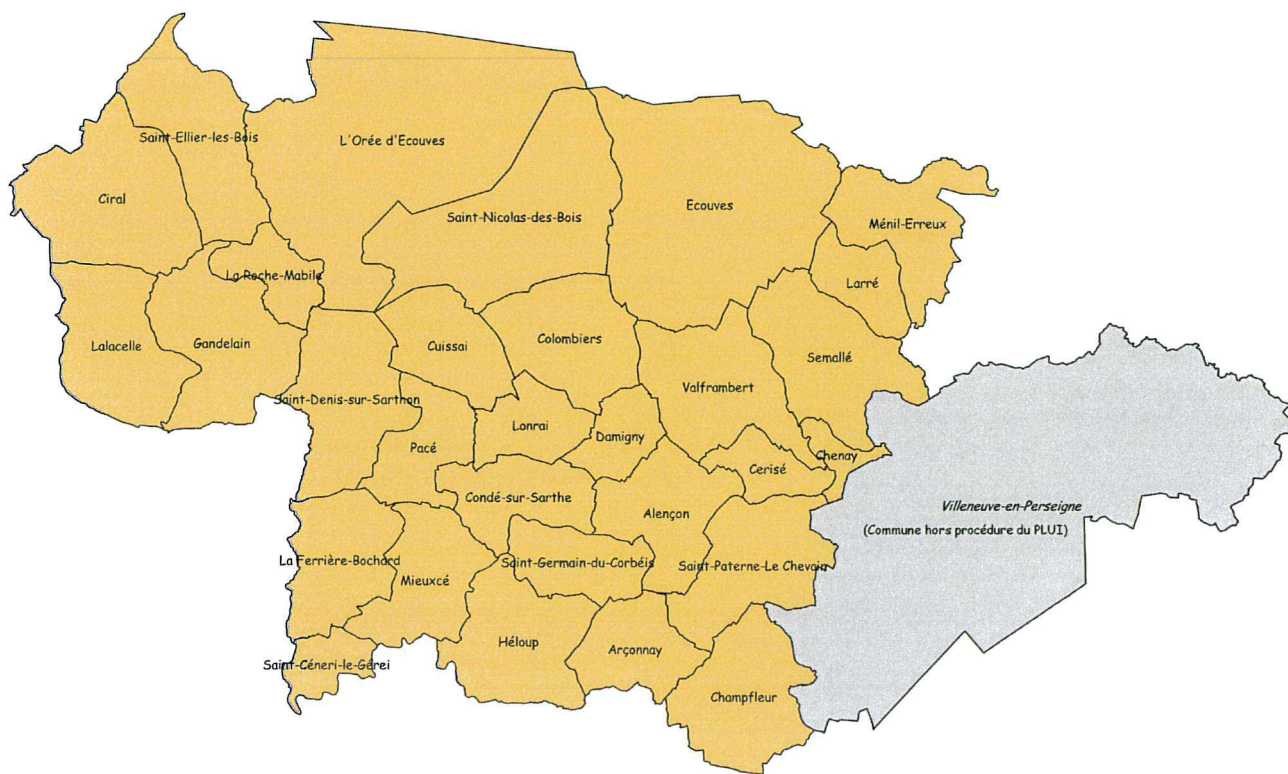 Saint-Ellier-les-Bois
L'Orée d'Ecouves
Ciral
Saint-Nicolas-des-Bois
Ecouves
Ménil-Erreux
La Roche-Mabile
Larré
Lalacelle
Gandelain
Cuissai
Colombiers
Semallé
Valframbert
Saint-Denis-sur-Sarthon
Lonrai
Damigny
Pacé
Cerisé
Chenay
Condé-sur-Sarthe
Alençon
Villeneuve-en-Perseigne
(Commune hors procédure du PLUI)
La Ferrière-Bochard
Mieuxcé
Saint-Germain-du-Corbéis
Saint-Paterne-Le Chevain
Héloup
Arçonnay
Saint-Céneri-le-Gérei
Champfleur